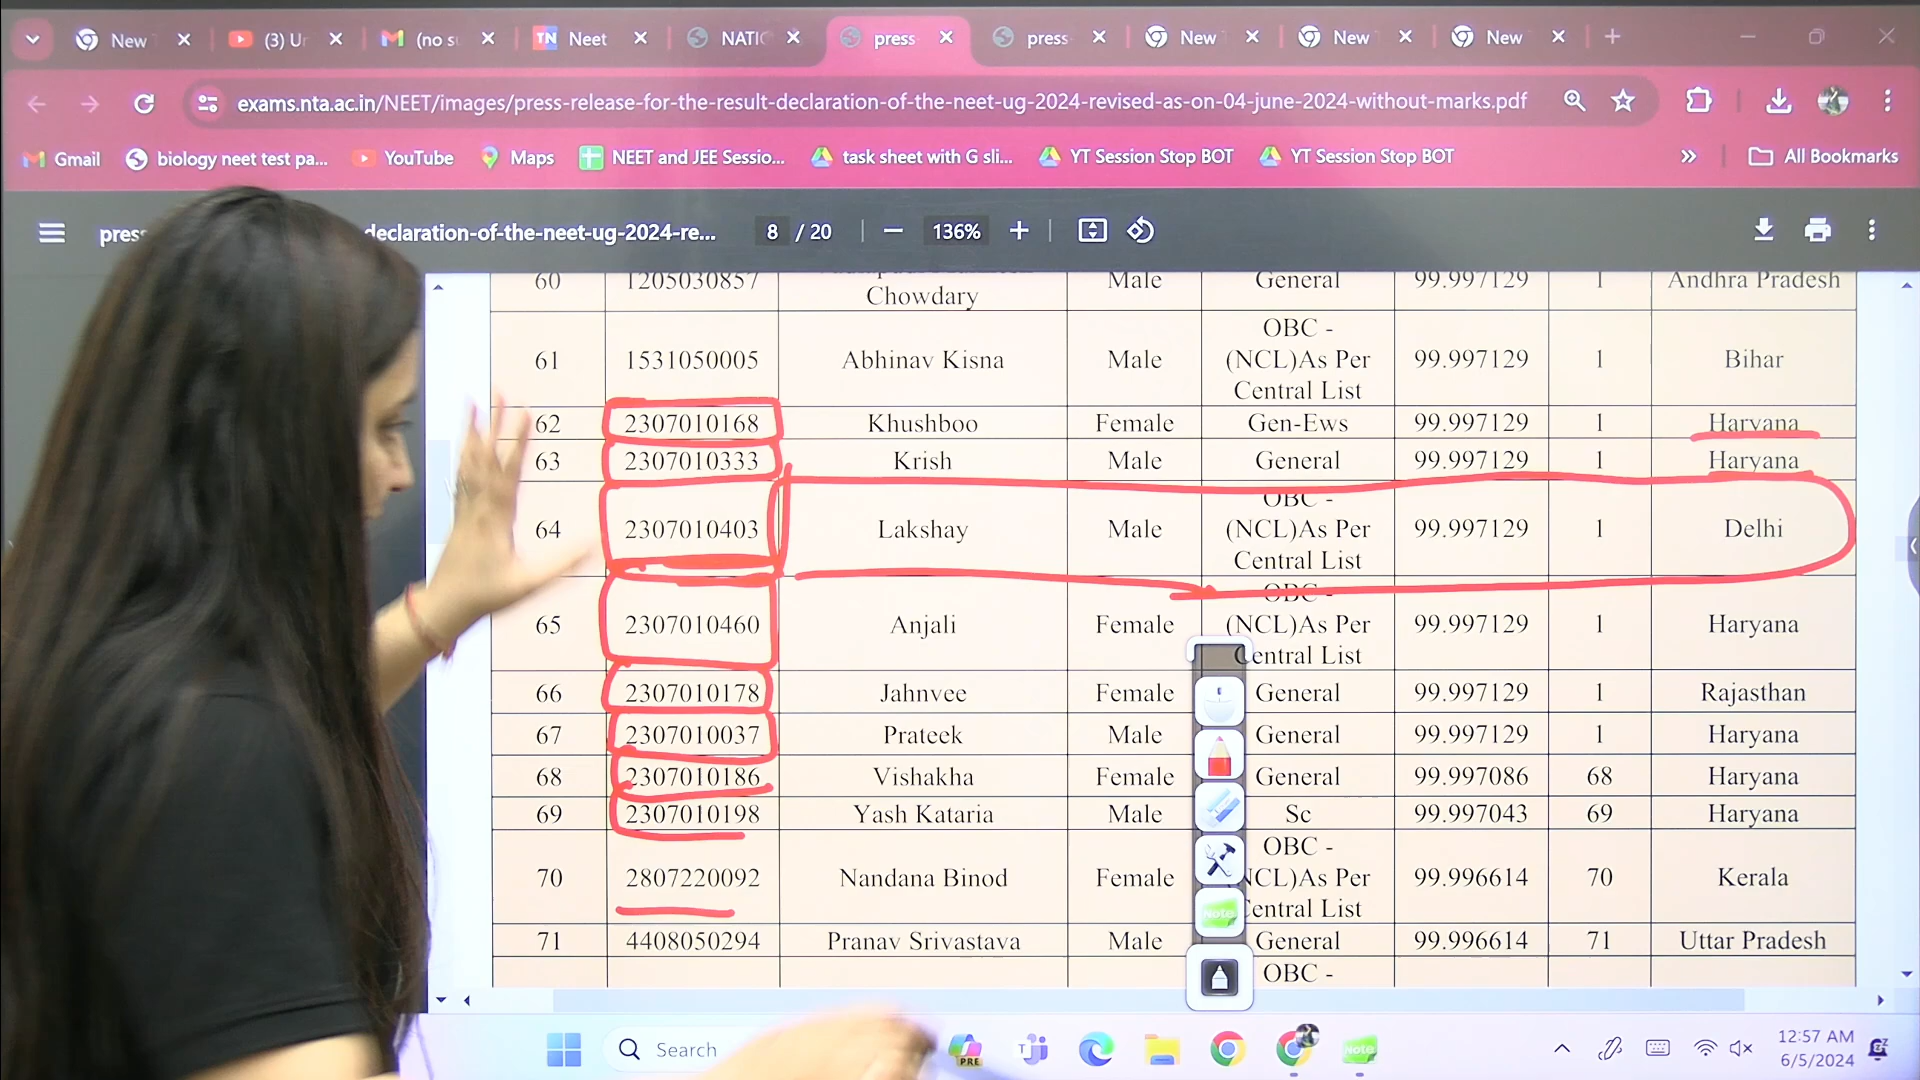 New
(3) Ur
(no s
TN Neet
NATIO
press
press
New
New
New
exams.nta.ac.in/NEET/images/press-release-for-the-result-declaration-of-the-neet-ug-2024-revised-as-on-04-june-2024-without-marks.pdf
Gmail
biology neet test pa...
YouTube
Maps
NEET and JEE Sessio...
task sheet with G sli...
YT Session Stop BOT
YT Session Stop BOT
All Bookmarks
press declaration-of-the-neet-ug-2024-re...
8 / 20
136%
60 1205030857 Chowdary Male General 99.997129 1 Andhra Pradesh
61 1531050005 Abhinav Kisna Male OBC - (NCL)As Per Central List 99.997129 1 Bihar
62 2307010168 Khushboo Female Gen-Ews 99.997129 1 Haryana
63 2307010333 Krish Male General 99.997129 1 Haryana
64 2307010403 Lakshay Male OBC - (NCL)As Per Central List 99.997129 1 Delhi
65 2307010460 Anjali Female OBC - (NCL)As Per Central List 99.997129 1 Haryana
66 2307010178 Jahnvee Female General 99.997129 1 Rajasthan
67 2307010037 Prateek Male General 99.997129 1 Haryana
68 2307010186 Vishakha Female General 99.997086 68 Haryana
69 2307010198 Yash Kataria Male Sc 99.997043 69 Haryana
70 2807220092 Nandana Binod Female OBC - NCL)As Per Central List 99.996614 70 Kerala
71 4408050294 Pranav Srivastava Male General 99.996614 71 Uttar Pradesh
OBC -
Note
Search
PRE
Note
12:57 AM
6/5/2024